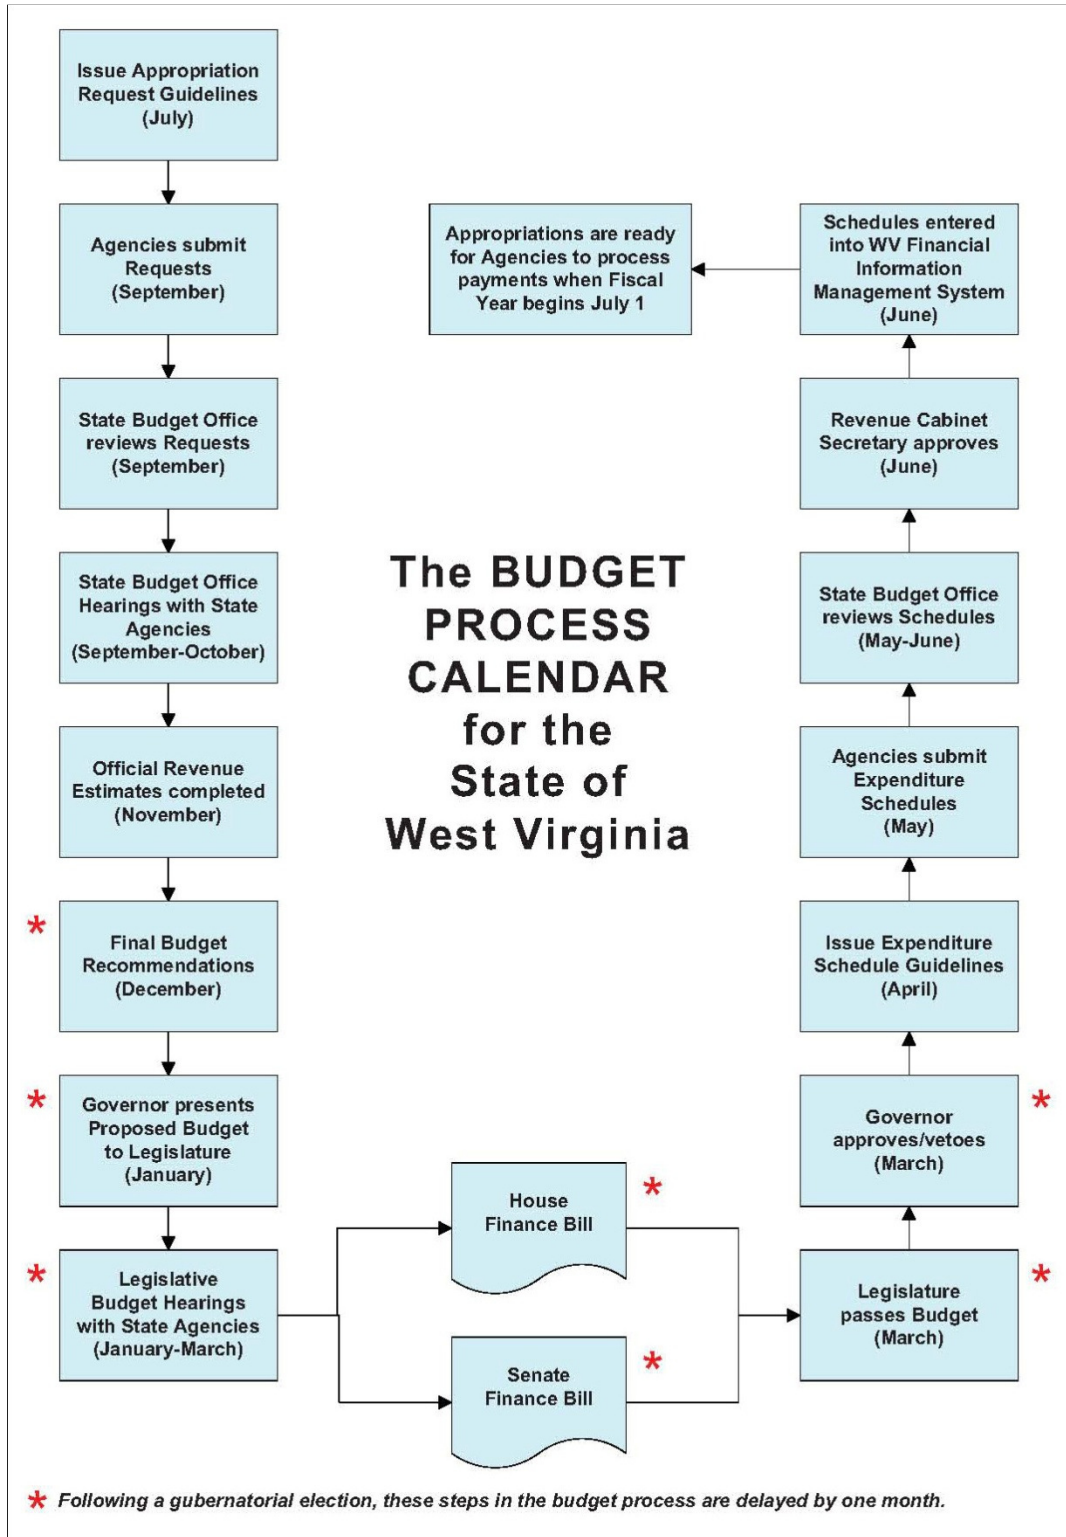 Issue Appropriation
Request Guidelines
(July)
Agencies submit
Requests
(September)
State Budget Office
reviews Requests
(September)
State Budget Office
Hearings with State
Agencies
(September-October)
Official Revenue
Estimates completed
(November)
*
Final Budget
Recommendations
(December)
*
Governor presents
Proposed Budget
to Legislature
(January)
*
Legislative
Budget Hearings
with State Agencies
(January-March)
The BUDGET
PROCESS
CALENDAR
for the
State of
West Virginia
House
Finance Bill
*
Senate
Finance Bill
*
Legislature
passes Budget
(March)
*
Governor
approves/vetoes
(March)
*
Issue Expenditure
Schedule Guidelines
(April)
Agencies submit
Expenditure
Schedules
(May)
State Budget Office
reviews Schedules
(May-June)
Revenue Cabinet
Secretary approves
(June)
Schedules entered
into WV Financial
Information
Management System
(June)
Appropriations are ready
for Agencies to process
payments when Fiscal
Year begins July 1
* Following a gubernatorial election, these steps in the budget process are delayed by one month.